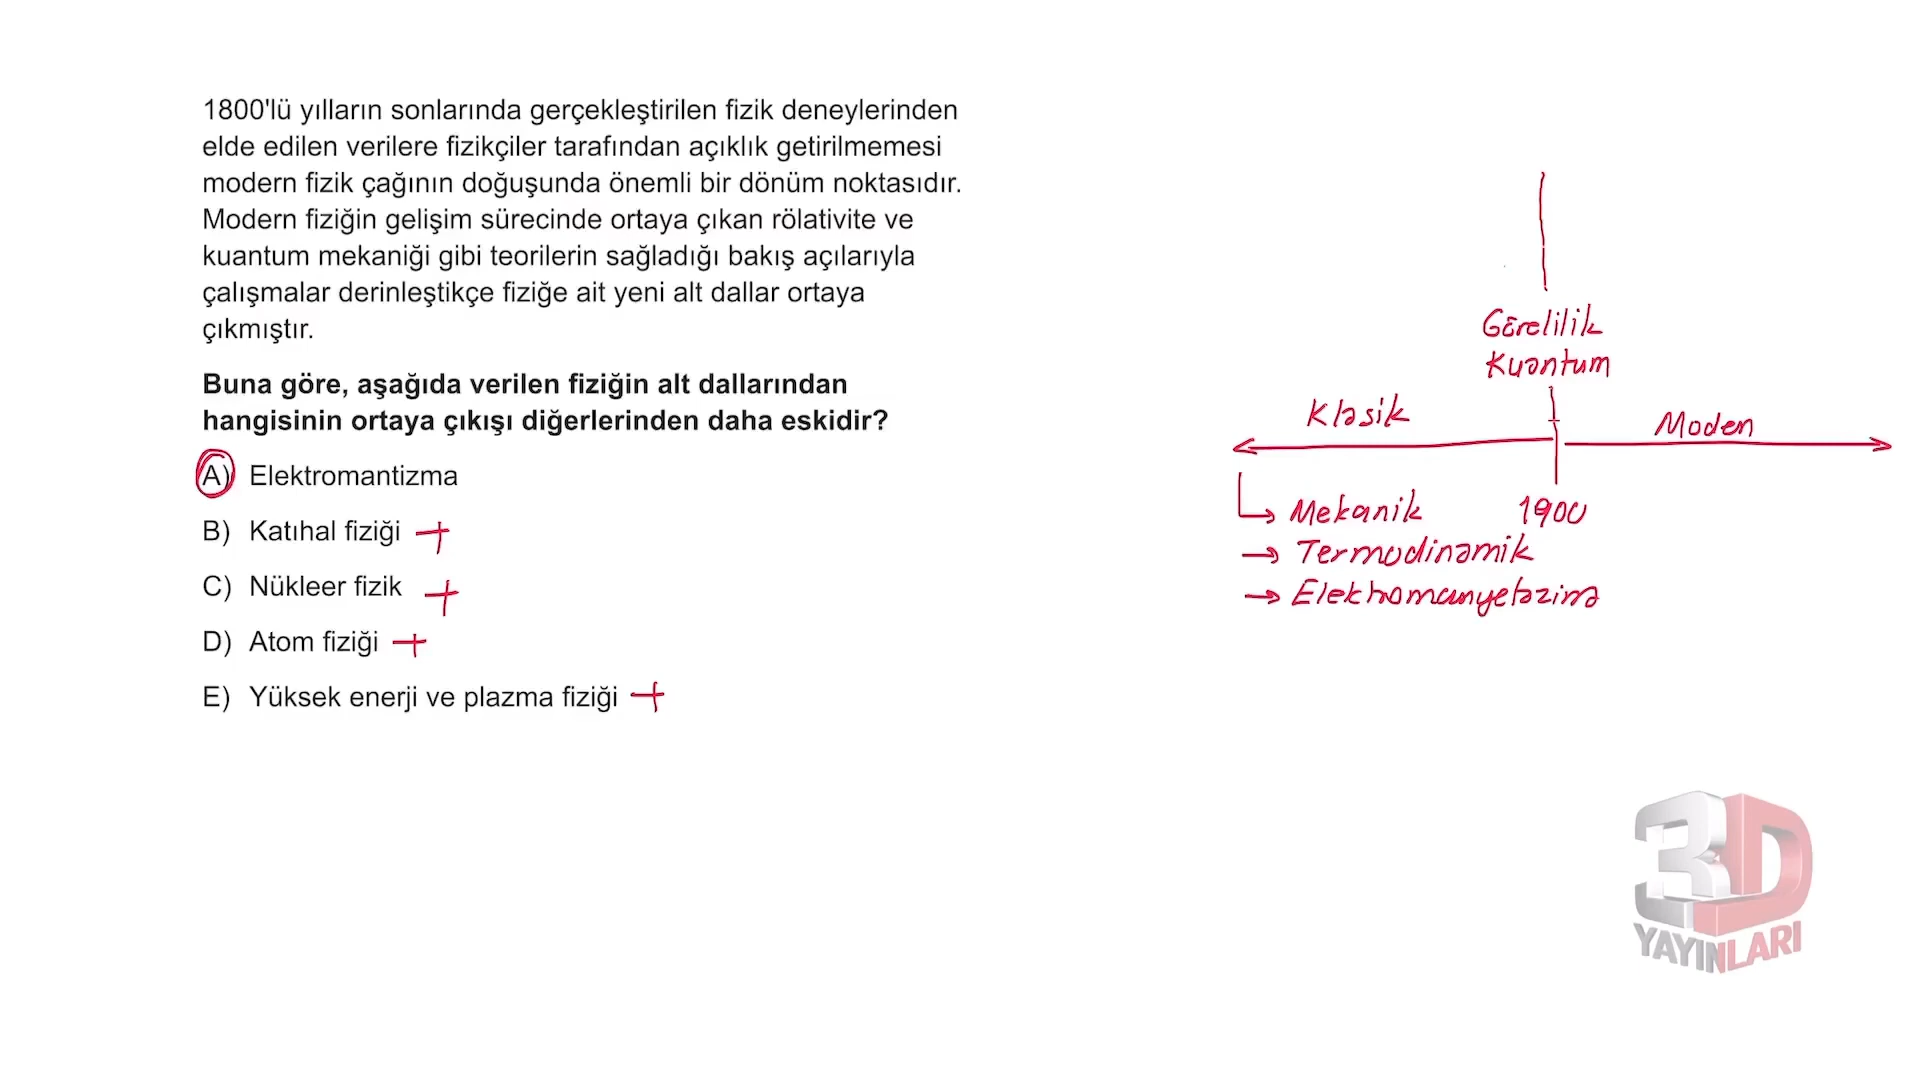 1800'lü yılların sonlarında gerçekleştirilen fizik deneylerinden
elde edilen verilere fizikçiler tarafından açıklık getirilmemesi
modern fizik çağının doğuşunda önemli bir dönüm noktasıdır.
Modern fiziğin gelişim sürecinde ortaya çıkan rölativite ve
kuantum mekaniği gibi teorilerin sağladığı bakış açılarıyla
çalışmalar derinleştikçe fiziğe ait yeni alt dallar ortaya
çıkmıştır.
Buna göre, aşağıda verilen fiziğin alt dallarından
hangisinin ortaya çıkışı diğerlerinden daha eskidir?
A) Elektromantizma
B) Katıhal fiziği
C) Nükleer fizik
D) Atom fiziği
E) Yüksek enerji ve plazma fiziği
Görelilik
Kuantum
Klasik
Moden
1900
Mekanik
Termodinamik
Elektromanyetazima
3D
YAYINLARI